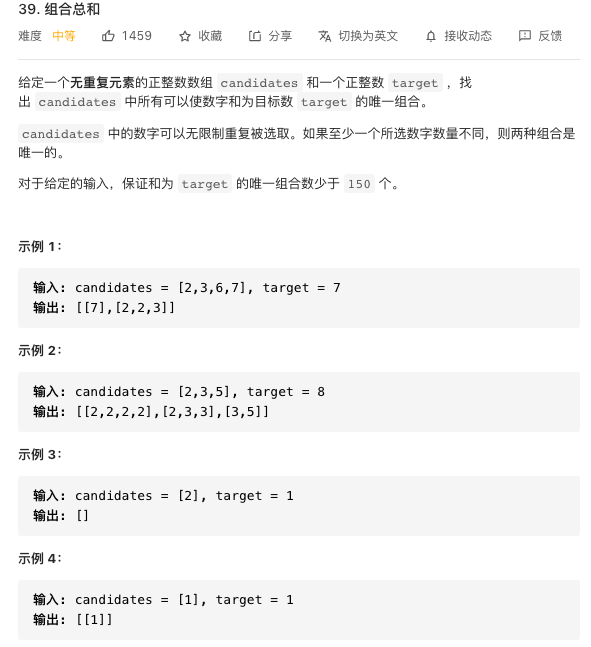 39. 组合总和
难度 中等 1459 收藏 分享 切换为英文 接收动态 反馈
给定一个无重复元素的正整数数组 candidates 和一个正整数 target ，找
出 candidates 中所有可以使数字和为目标数 target 的唯一组合。
candidates 中的数字可以无限制重复被选取。如果至少一个所选数字数量不同，则两种组合是
唯一的。
对于给定的输入，保证和为 target 的唯一组合数少于 150 个。
示例 1：
输入: candidates = [2,3,6,7], target = 7
输出: [[7],[2,2,3]]
示例 2：
输入: candidates = [2,3,5], target = 8
输出: [[2,2,2,2],[2,3,3],[3,5]]
示例 3：
输入: candidates = [2], target = 1
输出: []
示例 4：
输入: candidates = [1], target = 1
输出: [[1]]